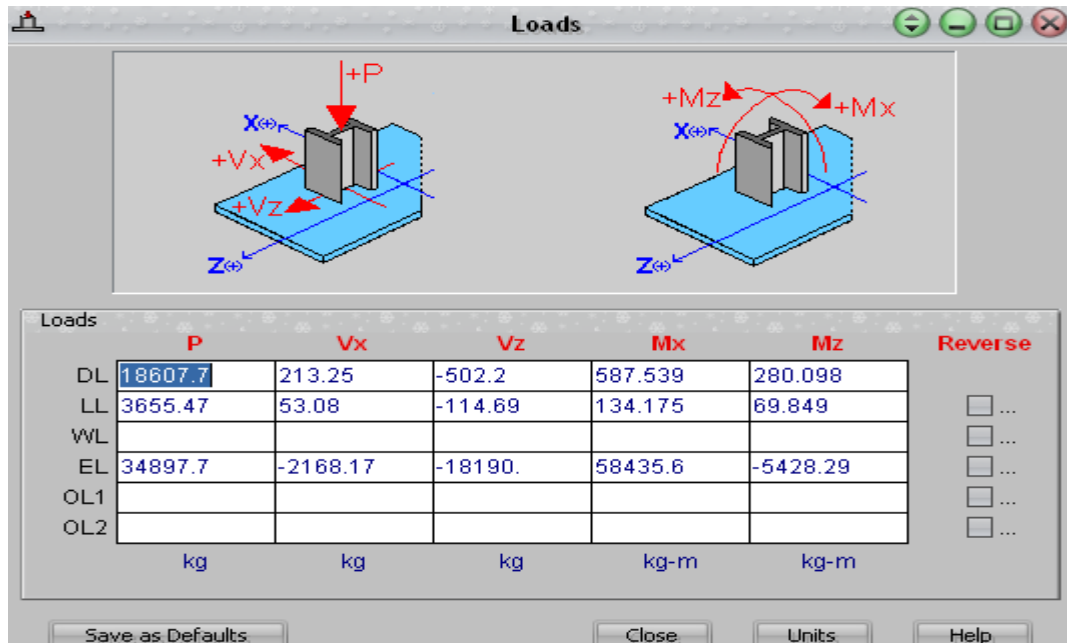 Loads
+P
+Mz
+Mx
X(+)
X(+)
+Vx
+Vz
Z(+)
Z(+)
Loads
P Vx Vz Mx Mz Reverse
DL 18607.7 213.25 -502.2 587.539 280.098
LL 3655.47 53.08 -114.69 134.175 69.849 ...
WL ...
EL 34897.7 -2168.17 -18190. 58435.6 -5428.29 ...
OL1 ...
OL2 ...
kg kg kg kg-m kg-m
Save as Defaults Close Units Help